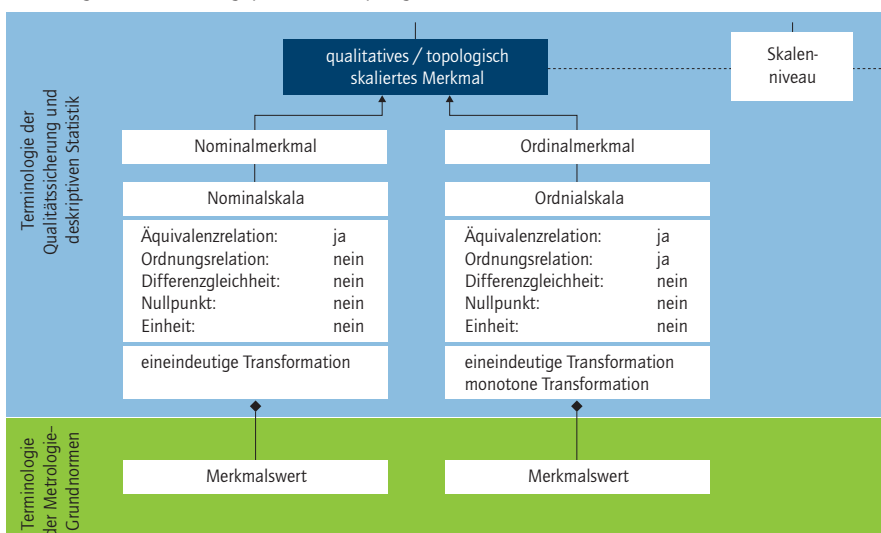 qualitatives / topologisch
skaliertes Merkmal
Skalen-
niveau
Terminologie der
Qualitätssicherung und
deskriptiven Statistik
Nominalmerkmal
Ordinalmerkmal
Nominalskala
Ordnialskala
Äquivalenzrelation: ja
Ordnungsrelation: nein
Differenzgleichheit: nein
Nullpunkt: nein
Einheit: nein
Äquivalenzrelation: ja
Ordnungsrelation: ja
Differenzgleichheit: nein
Nullpunkt: nein
Einheit: nein
eineindeutige Transformation
eineindeutige Transformation
monotone Transformation
Terminologie
der Metrologie-
Grundnormen
Merkmalswert
Merkmalswert